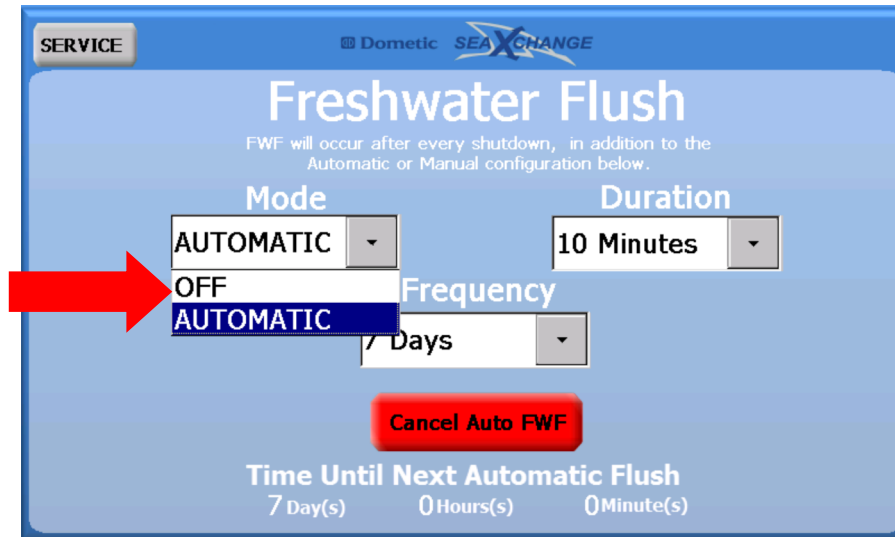 SERVICE
Dometic SEAXCHANGE
Freshwater Flush
FWF will occur after every shutdown, in addition to the
Automatic or Manual configuration below.
Mode Duration
AUTOMATIC 10 Minutes
OFF
Frequency
AUTOMATIC
7 Days
Cancel Auto FWF
Time Until Next Automatic Flush
7 Day(s) 0 Hours(s) 0 Minute(s)